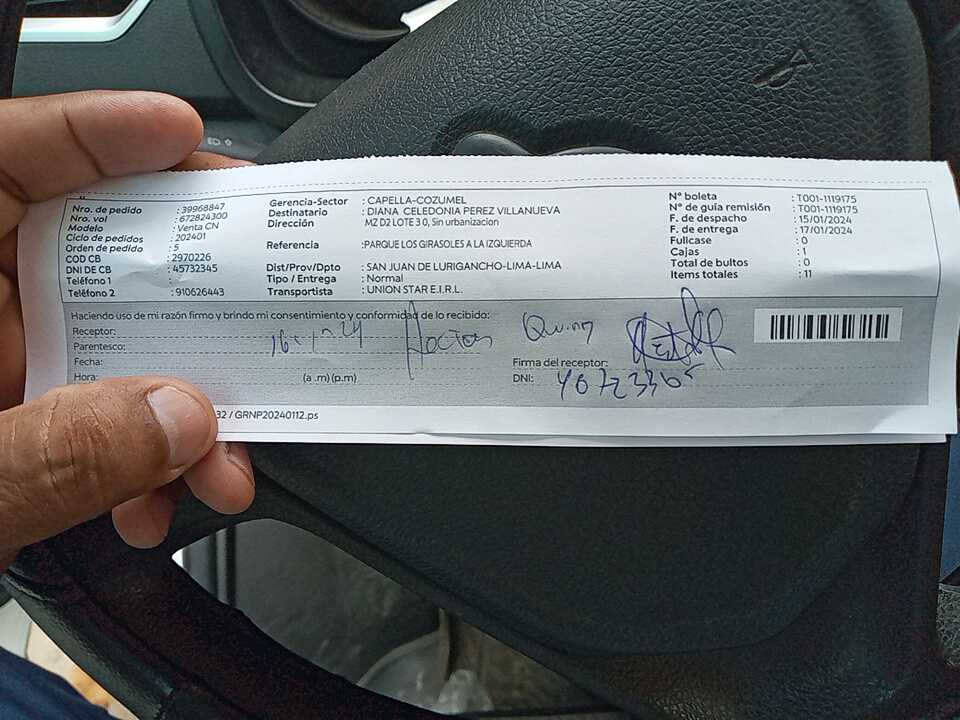 Nro. de pedido : 39968847
Nro. vol : 672824300
Modelo : Venta CN
Ciclo de pedidos : 202401
Orden de pedido : 5
COD CB : 2970226
DNI DE CB : 45732345
Teléfono 1 :
Teléfono 2 : 910626443
Gerencia-Sector : CAPELLA-COZUMEL
Destinatario : DIANA CELEDONIA PEREZ VILLANUEVA
Dirección MZ D2 LOTE 3 0, Sin urbanizacion
Referencia :PARQUE LOS GIRASOLES A LA IZQUIERDA
Dist/Prov/Dpto : SAN JUAN DE LURIGANCHO-LIMA-LIMA
Tipo / Entrega : Normal
Transportista : UNION STAR E.I.R.L.
N° boleta : T001-1119175
N° de guía remisión : T001-1119175
F. de despacho : 15/01/2024
F. de entrega : 17/01/2024
Fullcase : 0
Cajas : 1
Total de bultos : 0
Items totales : 11
Haciendo uso de mi razón firmo y brindo mi consentimiento y conformidad de lo recibido:
Receptor:
Parentesco:
Fecha:
Hora: (a .m) (p.m)
Firma del receptor:
DNI: 40723365
32 / GRNP20240112.ps